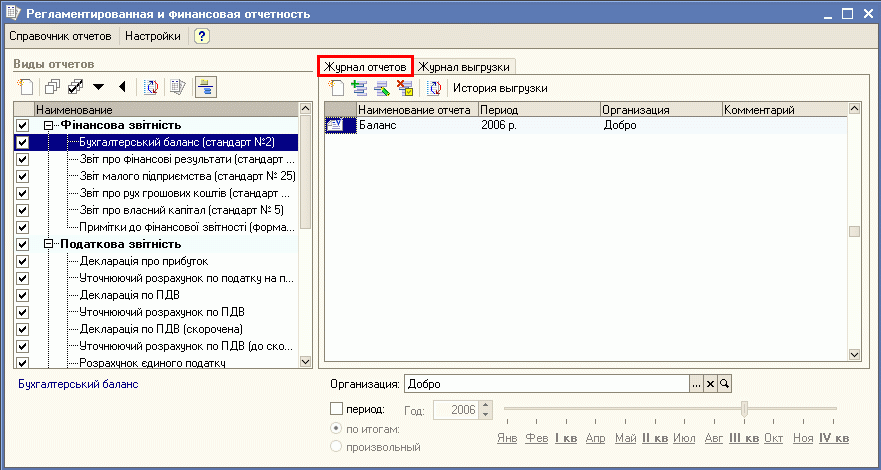 Регламентированная и финансовая отчетность
Справочник отчетов Настройки ?
Виды отчетов
Журнал отчетов Журнал выгрузки
История выгрузки
Наименование
Фінансова звітність
Бухгалтерський баланс (стандарт №2)
Звіт про фінансові результати (стандарт ...
Звіт малого підприємства (стандарт № 25)
Звіт про рух грошових коштів (стандарт ...
Звіт про власний капітал (стандарт № 5)
Примітки до фінансової звітності (форма...
Податкова звітність
Декларація про прибуток
Уточнюючий розрахунок по податку на п...
Декларація по ПДВ
Уточнюючий розрахунок по ПДВ
Декларація по ПДВ (скорочена)
Уточнюючий розрахунок по ПДВ (до ско...
Розрахунок єдиного податку
Наименование отчета Период Организация Комментарий
Баланс 2006 р. Добро
Бухгалтерський баланс
Организация: Добро ...
период: Год: 2006
по итогам:
произвольный
Янв Фев I кв Апр Май II кв Июл Авг III кв Окт Ноя IV кв